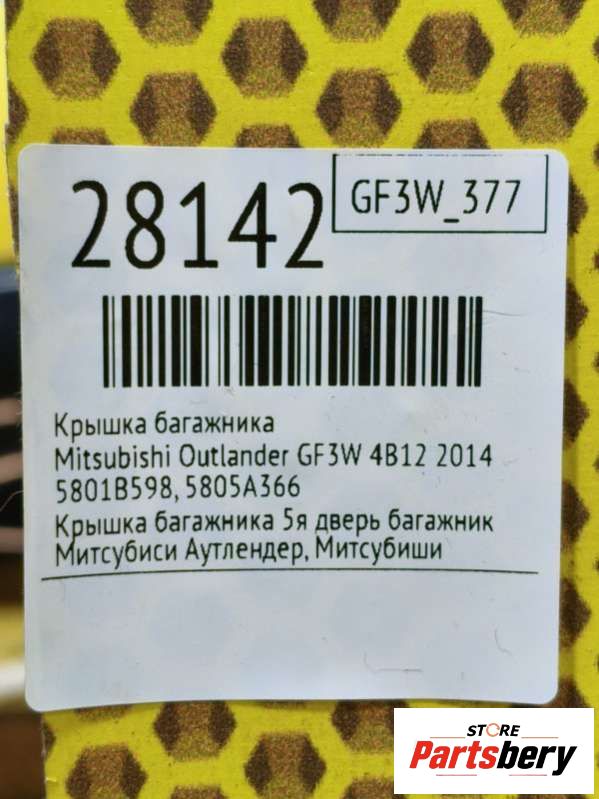 28142
GF3W_377
Крышка багажника
Mitsubishi Outlander GF3W 4B12 2014
5801B598, 5805A366
Крышка багажника 5я дверь багажник
Митсубиси Аутлендер, Митсубиши
STORE
Partsbery